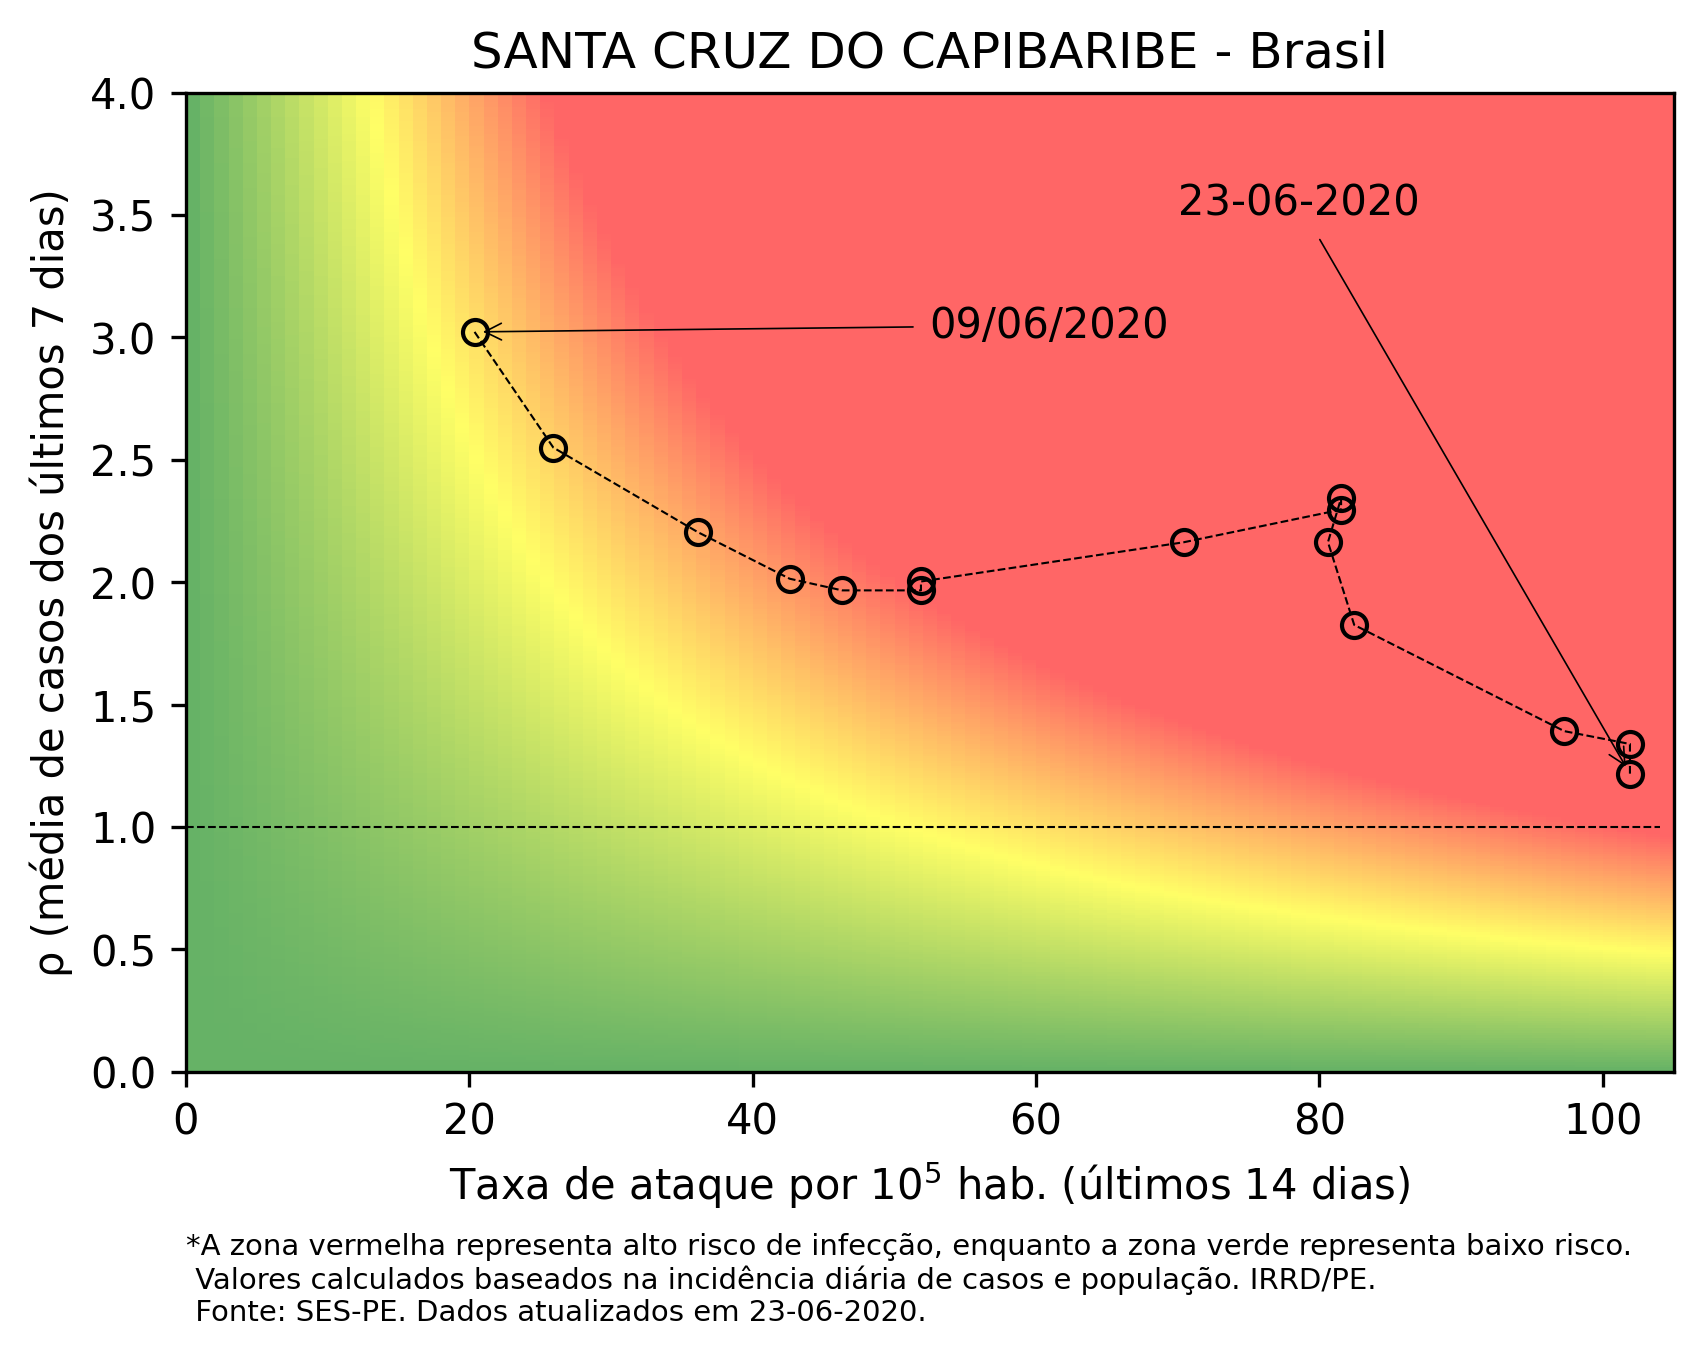 SANTA CRUZ DO CAPIBARIBE - Brasil
4.0
3.5
3.0
2.5
2.0
1.5
1.0
0.5
0.0
ρ (média de casos dos últimos 7 dias)
23-06-2020
09/06/2020
0 20 40 60 80 100
Taxa de ataque por 10⁵ hab. (últimos 14 dias)
*A zona vermelha representa alto risco de infecção, enquanto a zona verde representa baixo risco.
Valores calculados baseados na incidência diária de casos e população. IRRD/PE.
Fonte: SES-PE. Dados atualizados em 23-06-2020.